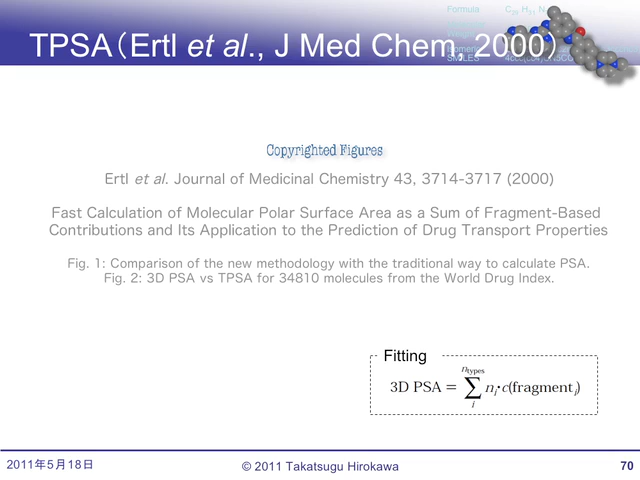 Formula C20 H31 N
TPSA（Ertl et al., J Med Chem, 2000）
Isomeric
SMILES
Copyrighted Figures
Ertl et al. Journal of Medicinal Chemistry 43, 3714-3717 (2000)
Fast Calculation of Molecular Polar Surface Area as a Sum of Fragment-Based
Contributions and Its Application to the Prediction of Drug Transport Properties
Fig. 1: Comparison of the new methodology with the traditional way to calculate PSA.
Fig. 2: 3D PSA vs TPSA for 34810 molecules from the World Drug Index.
Fitting
3D PSA = ∑ i ntypes ni·c(fragmenti)
2011年5月18日
© 2011 Takatsugu Hirokawa
70